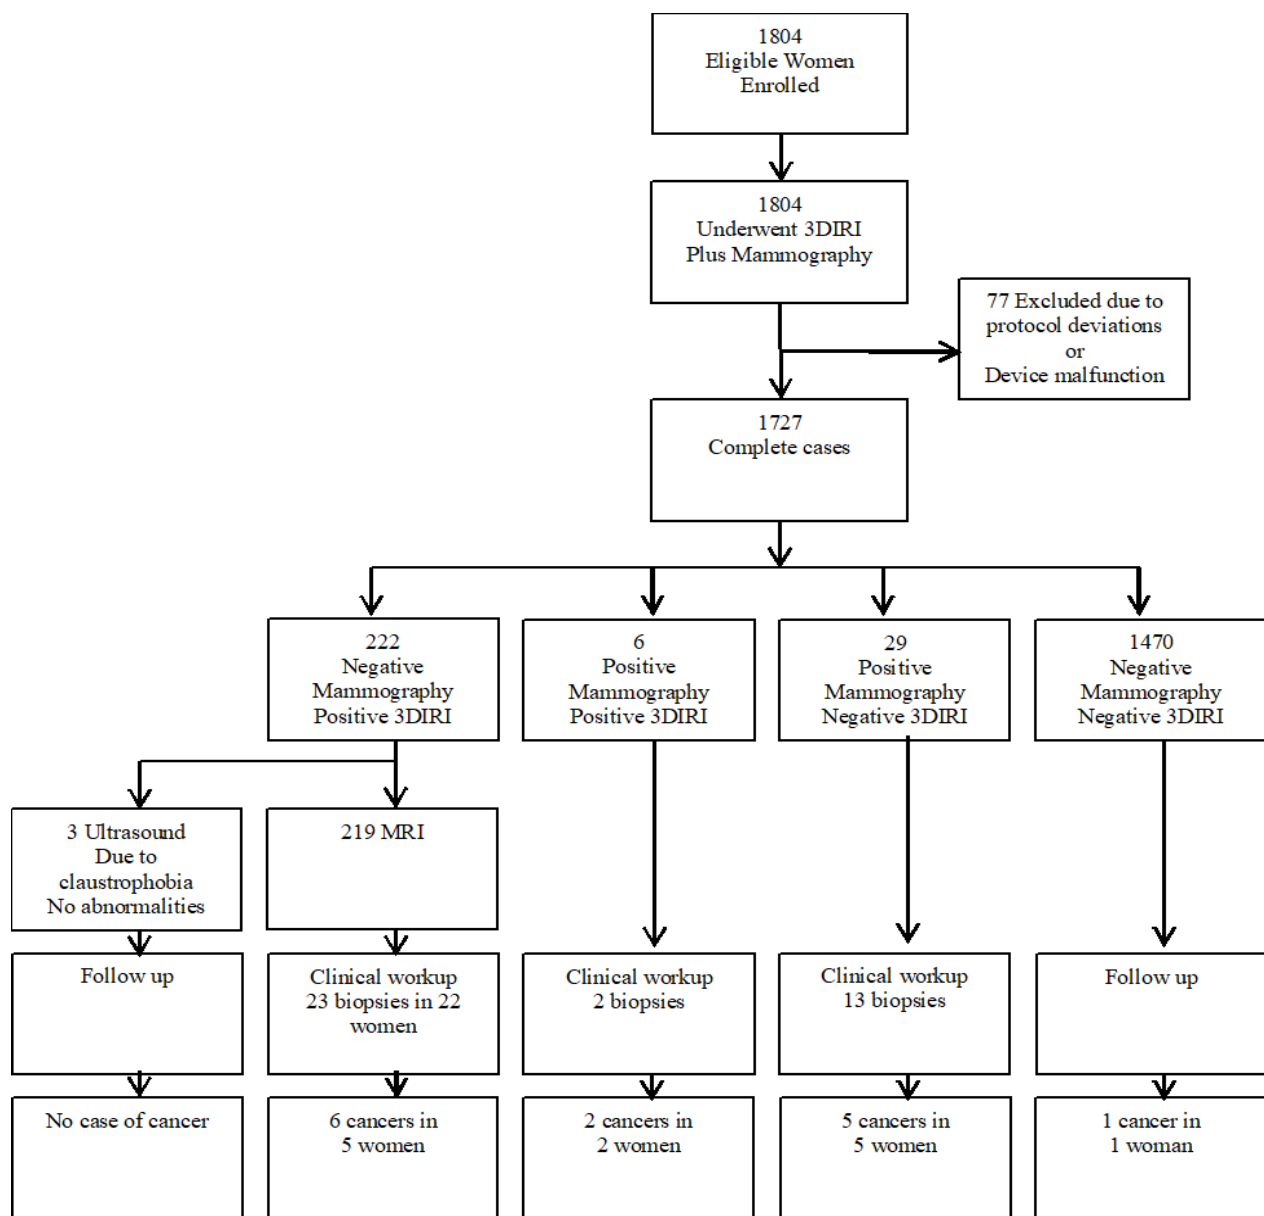 1804
Eligible Women
Enrolled
1804
Underwent 3DIRI
Plus Mammography
77 Excluded due to
protocol deviations
or
Device malfunction
1727
Complete cases
222
Negative
Mammography
Positive 3DIRI
6
Positive
Mammography
Positive 3DIRI
29
Positive
Mammography
Negative 3DIRI
1470
Negative
Mammography
Negative 3DIRI
3 Ultrasound
Due to
claustrophobia
No abnormalities
219 MRI
Follow up
Clinical workup
23 biopsies in 22
women
Clinical workup
2 biopsies
Clinical workup
13 biopsies
Follow up
No case of cancer
6 cancers in
5 women
2 cancers in
2 women
5 cancers in
5 women
1 cancer in
1 woman